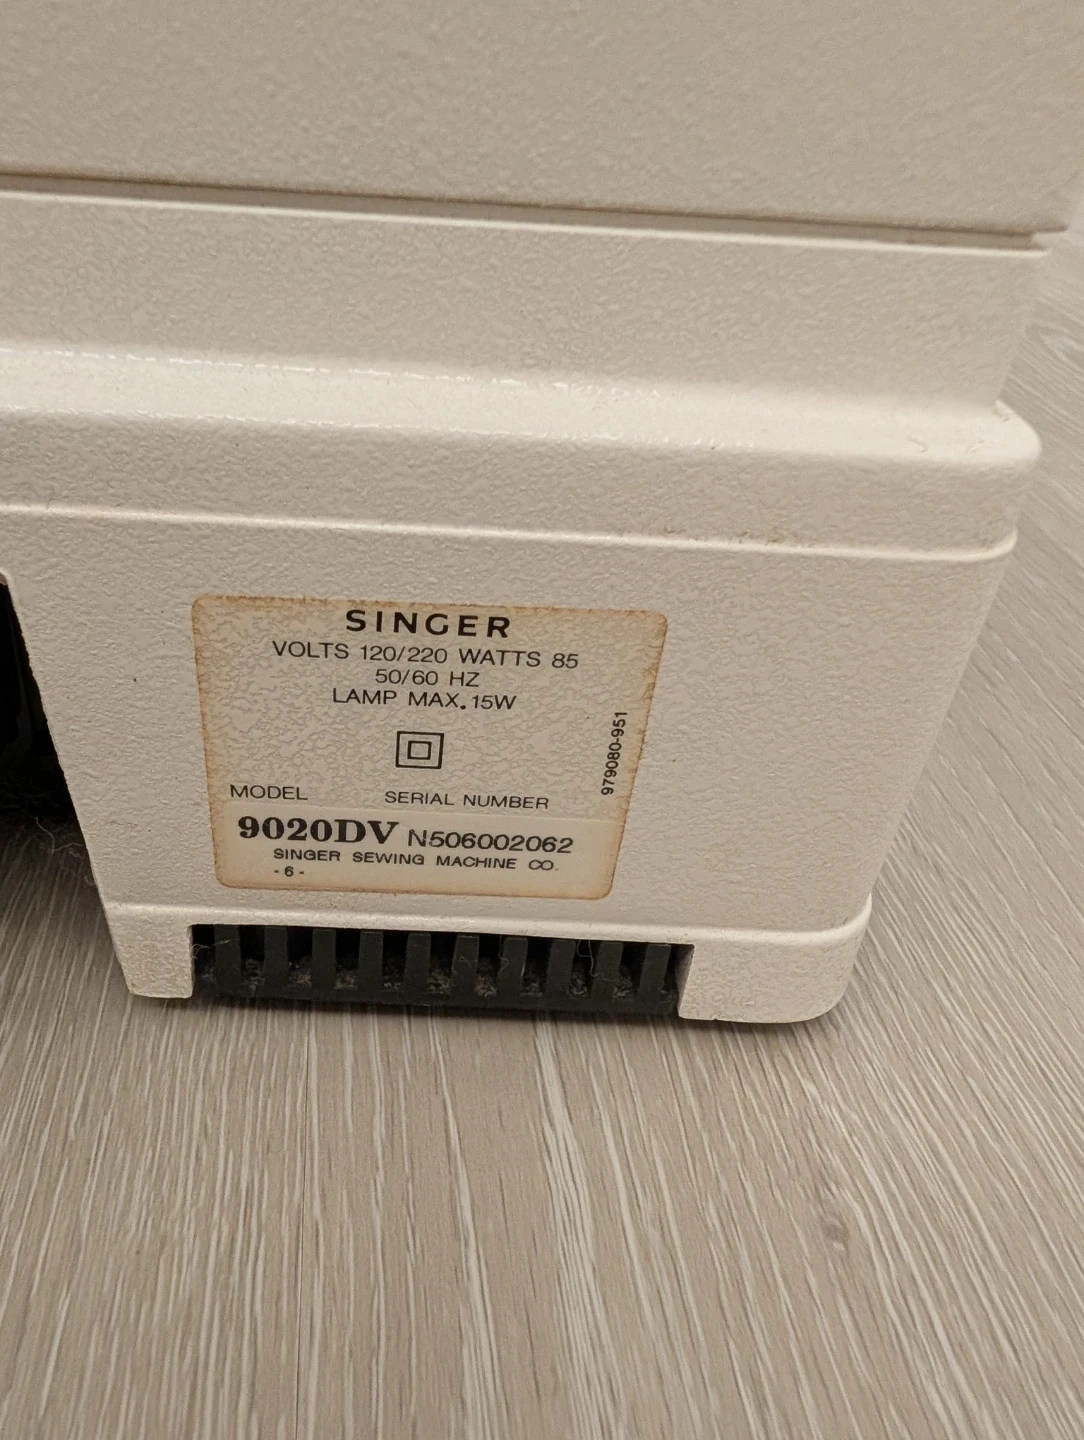 SINGER
VOLTS 120/220 WATTS 85
50/60 HZ
LAMP MAX. 15W
979080-951
MODEL SERIAL NUMBER
9020DV N506002062
SINGER SEWING MACHINE CO.
- 6 -